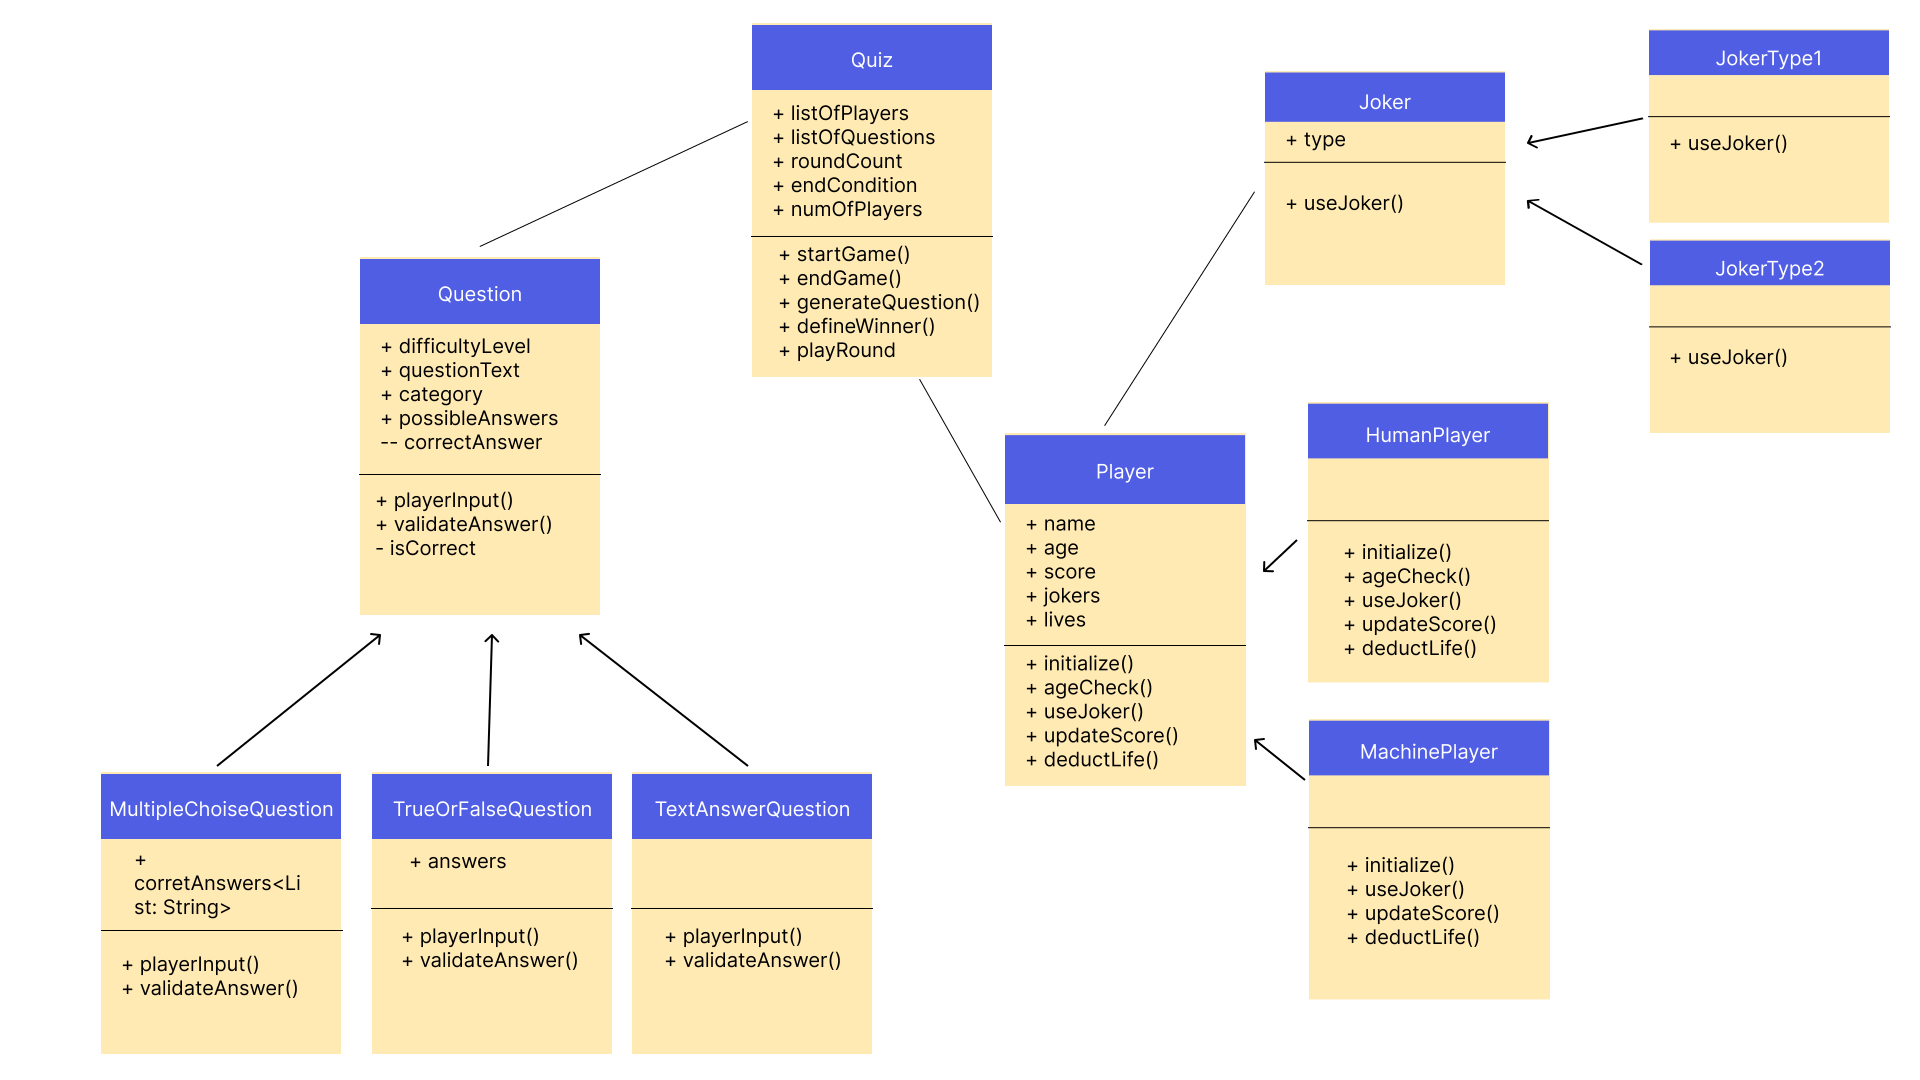 Quiz
+ listOfPlayers
+ listOfQuestions
+ roundCount
+ endCondition
+ numOfPlayers
+ startGame()
+ endGame()
+ generateQuestion()
+ defineWinner()
+ playRound
Joker
+ type
+ useJoker()
JokerType1
+ useJoker()
JokerType2
+ useJoker()
Question
+ difficultyLevel
+ questionText
+ category
+ possibleAnswers
-- correctAnswer
+ playerInput()
+ validateAnswer()
- isCorrect
Player
+ name
+ age
+ score
+ jokers
+ lives
+ initialize()
+ ageCheck()
+ useJoker()
+ updateScore()
+ deductLife()
HumanPlayer
+ initialize()
+ ageCheck()
+ useJoker()
+ updateScore()
+ deductLife()
MachinePlayer
+ initialize()
+ useJoker()
+ updateScore()
+ deductLife()
MultipleChoiseQuestion
+
corretAnswers<Li
st: String>
+ playerInput()
+ validateAnswer()
TrueOrFalseQuestion
+ answers
+ playerInput()
+ validateAnswer()
TextAnswerQuestion
+ playerInput()
+ validateAnswer()